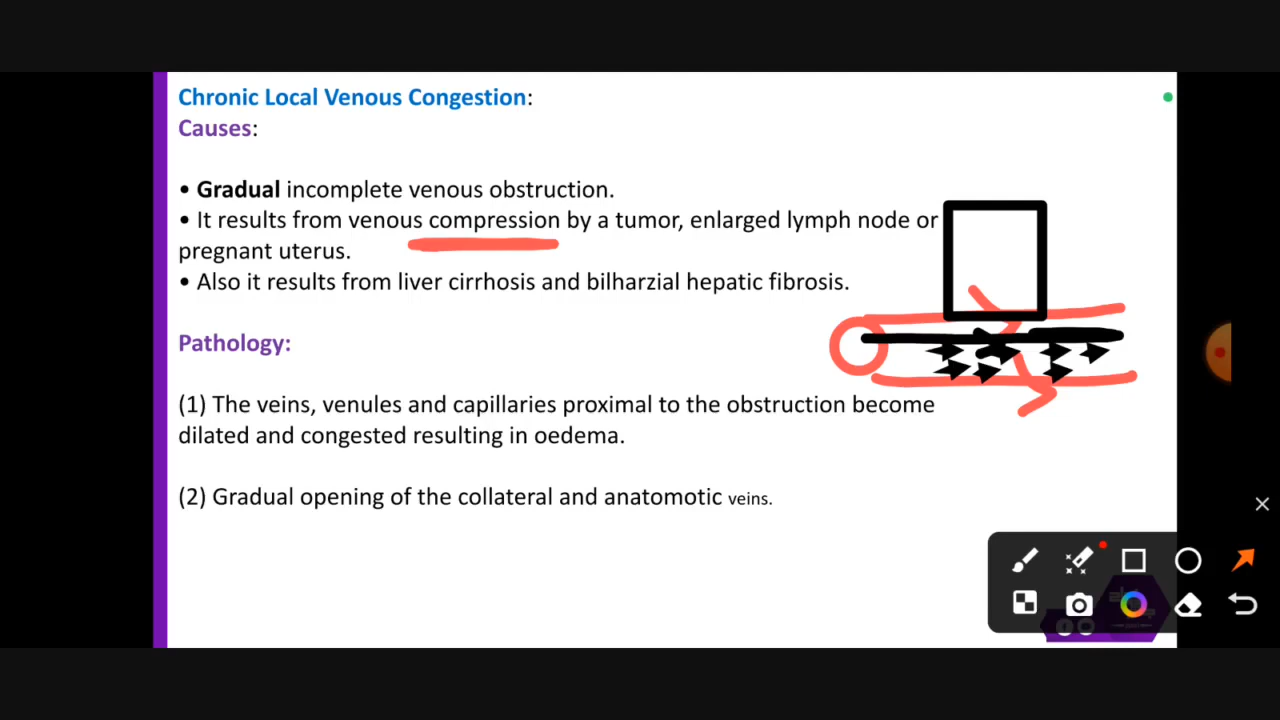 Chronic Local Venous Congestion:
Causes:
• Gradual incomplete venous obstruction.
• It results from venous compression by a tumor, enlarged lymph node or
pregnant uterus.
• Also it results from liver cirrhosis and bilharzial hepatic fibrosis.
Pathology:
(1) The veins, venules and capillaries proximal to the obstruction become
dilated and congested resulting in oedema.
(2) Gradual opening of the collateral and anatomotic veins.